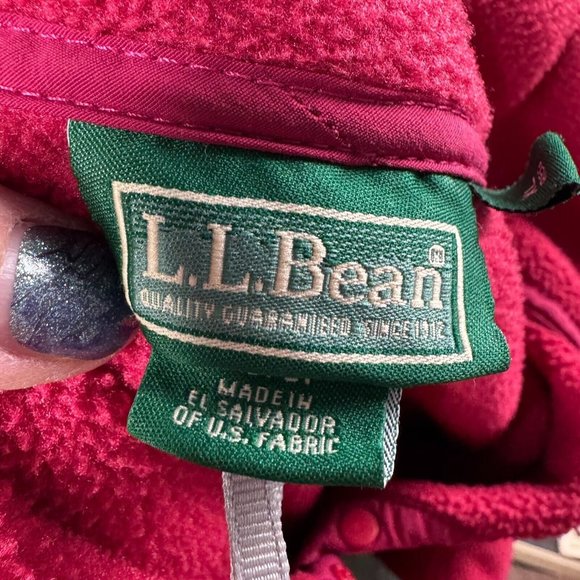 L.L.Bean
QUALITY GUARANTEED SINCE 1912
MADE IN
EL SALVADOR
OF U.S. FABRIC